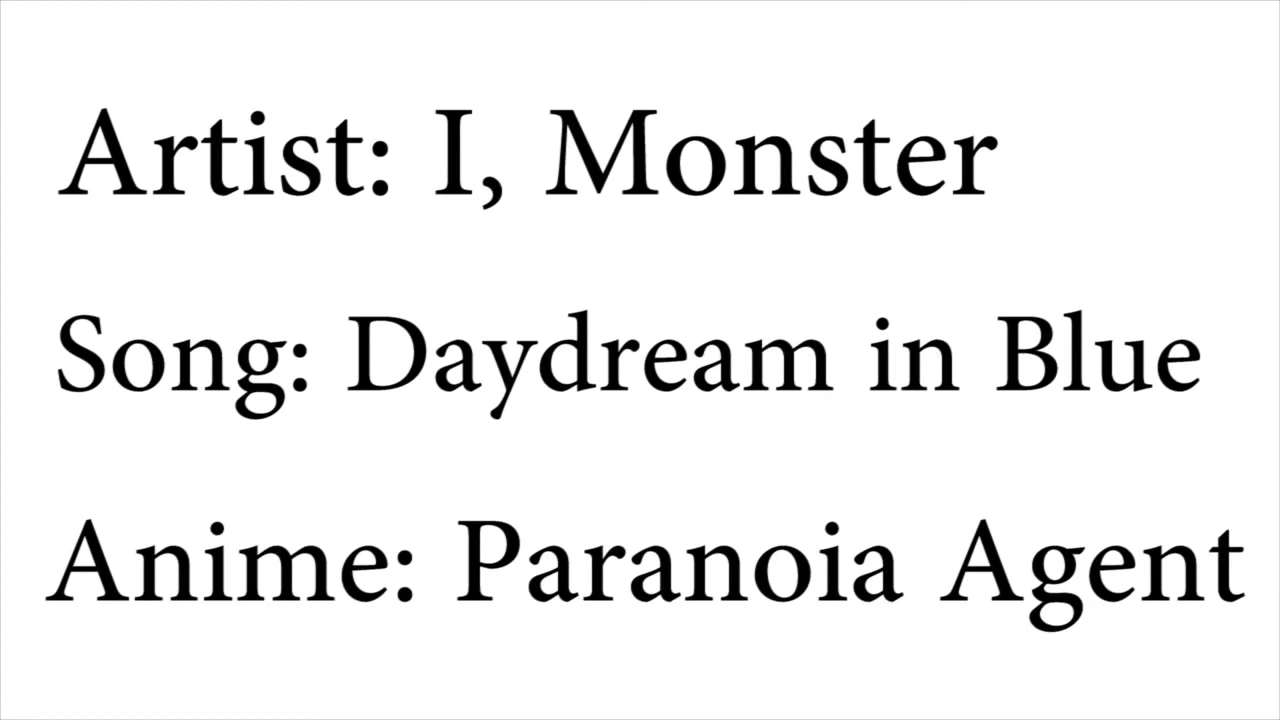 Artist: I, Monster
Song: Daydream in Blue
Anime: Paranoia Agent